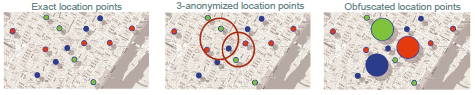 Exact location points
3-anonymized location points
Obfuscated location points